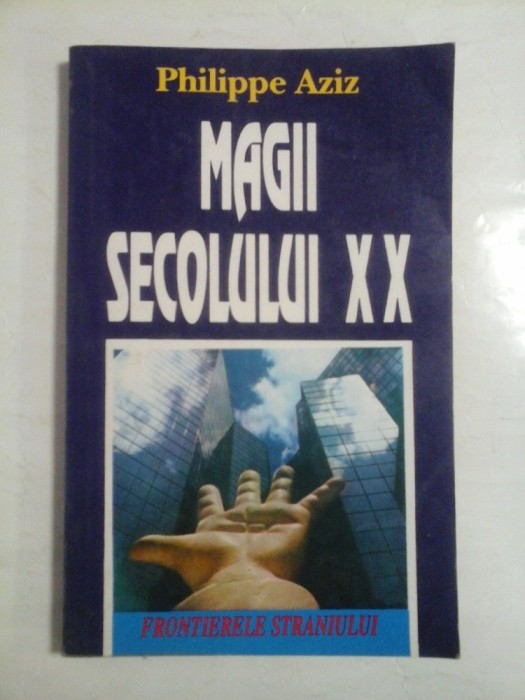 Philippe Aziz
MAGII
SECOLULUI XX
FRONTIERELE STRANIULUI